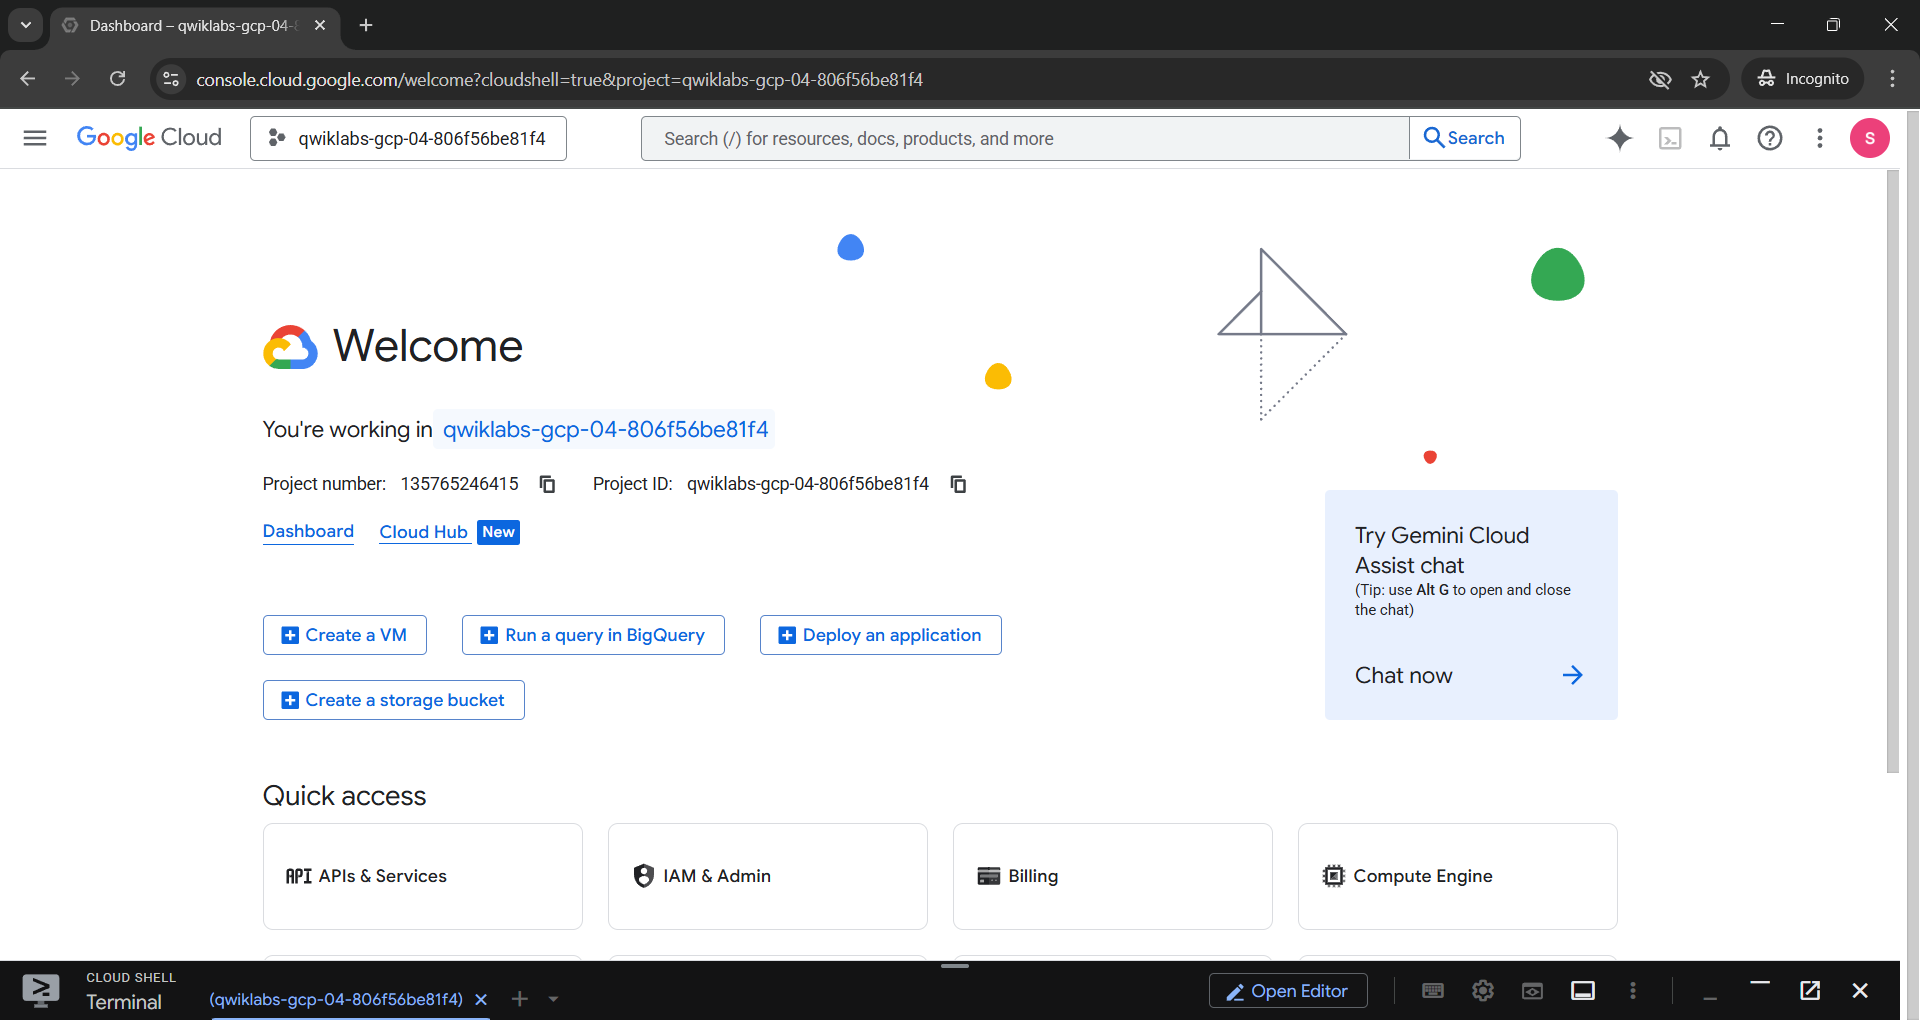 Dashboard – qwiklabs-gcp-04-8
console.cloud.google.com/welcome?cloudshell=true&project=qwiklabs-gcp-04-806f56be81f4
Incognito
Google Cloud
qwiklabs-gcp-04-806f56be81f4
Search (/) for resources, docs, products, and more
Search
S
Welcome
You're working in qwiklabs-gcp-04-806f56be81f4
Project number: 135765246415 Project ID: qwiklabs-gcp-04-806f56be81f4
Dashboard Cloud Hub New
Try Gemini Cloud
Assist chat
(Tip: use Alt G to open and close
the chat)
Chat now
Create a VM Run a query in BigQuery Deploy an application
Create a storage bucket
Quick access
API APIs & Services IAM & Admin Billing Compute Engine
CLOUD SHELL
Terminal
(qwiklabs-gcp-04-806f56be81f4)
Open Editor